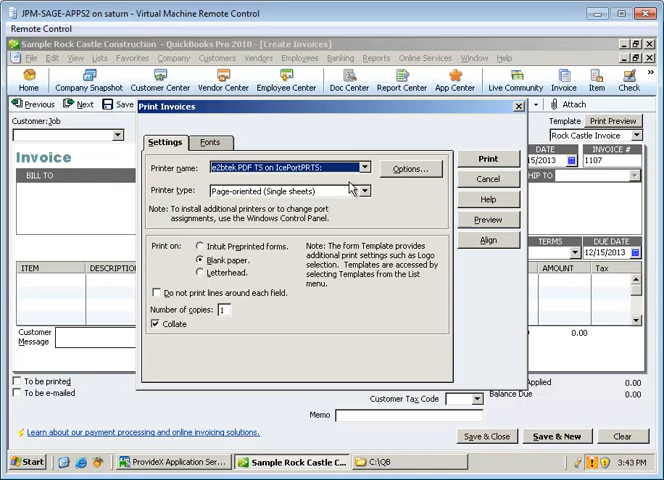 JPM-SAGE-APPS2 on saturn - Virtual Machine Remote Control
Remote Control
Sample Rock Castle Construction - QuickBooks Pro 2010 - [Create Invoices]
File Edit View Lists Favorites Company Customers Vendors Employees Banking Reports Online Services Window Help
Home Company Snapshot Customer Center Vendor Center Employee Center Doc Center Report Center App Center Live Community Invoice Item Check
Previous Next Save Attach
Print Invoices
Customer:Job Template Print Preview
Rock Castle Invoice
Settings Fonts
Invoice DATE INVOICE #
BILL TO Printer name: e2btek PDF TS on IcePortPRTS: Options... Print 15/2013 1107
Printer type: Page-oriented (Single sheets) Cancel HIP TO
Note: To install additional printers or to change port
assignments, use the Windows Control Panel.
Help
Preview
Align
Print on: Intuit Preprinted forms.
Blank paper.
Letterhead.
Note: The form Template provides
additional print settings such as Logo
selection. Templates are accessed by
selecting Templates from the List
menu.
TERMS DUE DATE
12/15/2013
ITEM DESCRIPTION AMOUNT Tax
Do not print lines around each field.
Number of copies: 1
Collate
Customer
Message
0.00
To be printed Applied 0.00
To be e-mailed Customer Tax Code Balance Due 0.00
Memo
Learn about our payment processing and online invoicing solutions.
Save & Close Save & New Clear
Start ProvideX Application Ser... Sample Rock Castle C... C:\QB 3:43 PM